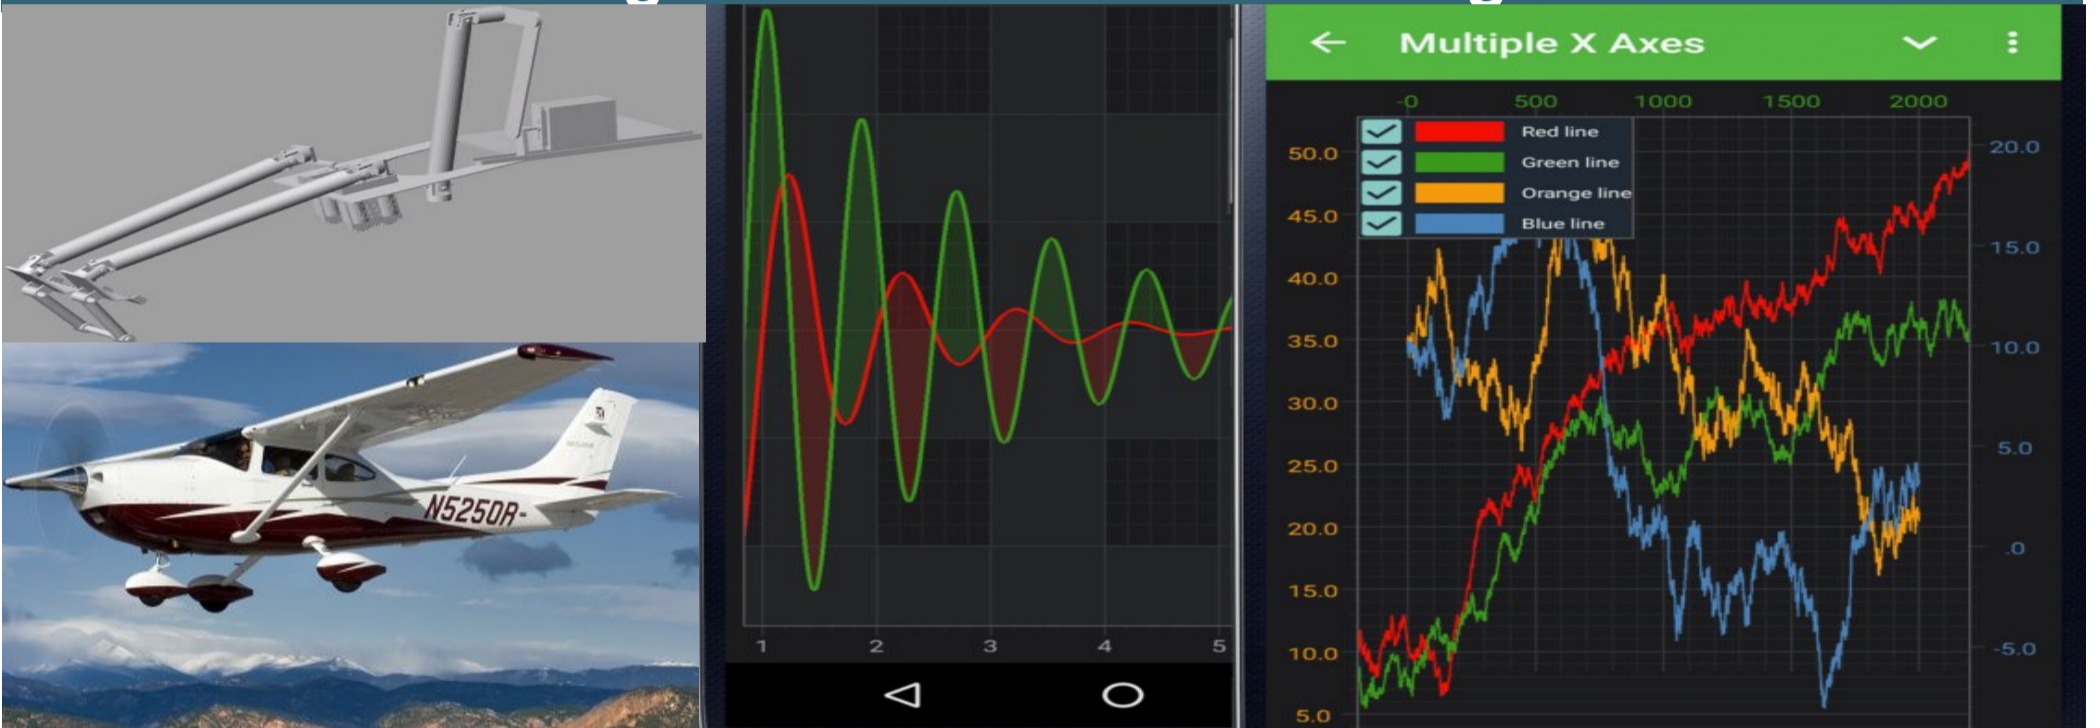 Multiple X Axes
-0 500 1000 1500 2000
Red line
Green line
Orange line
Blue line
50.0
45.0
40.0
35.0
30.0
25.0
20.0
15.0
10.0
5.0
20.0
15.0
10.0
5.0
.0
-5.0
1 2 3 4 5
N5250R-